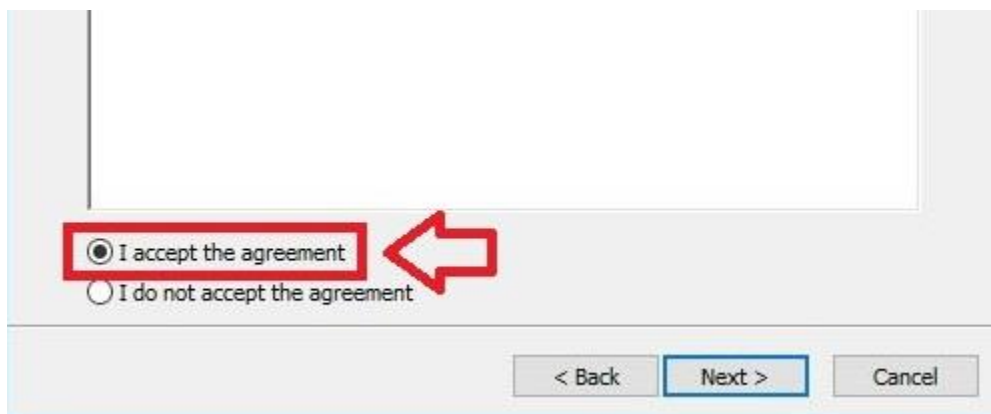 I accept the agreement
I do not accept the agreement
< Back Next > Cancel